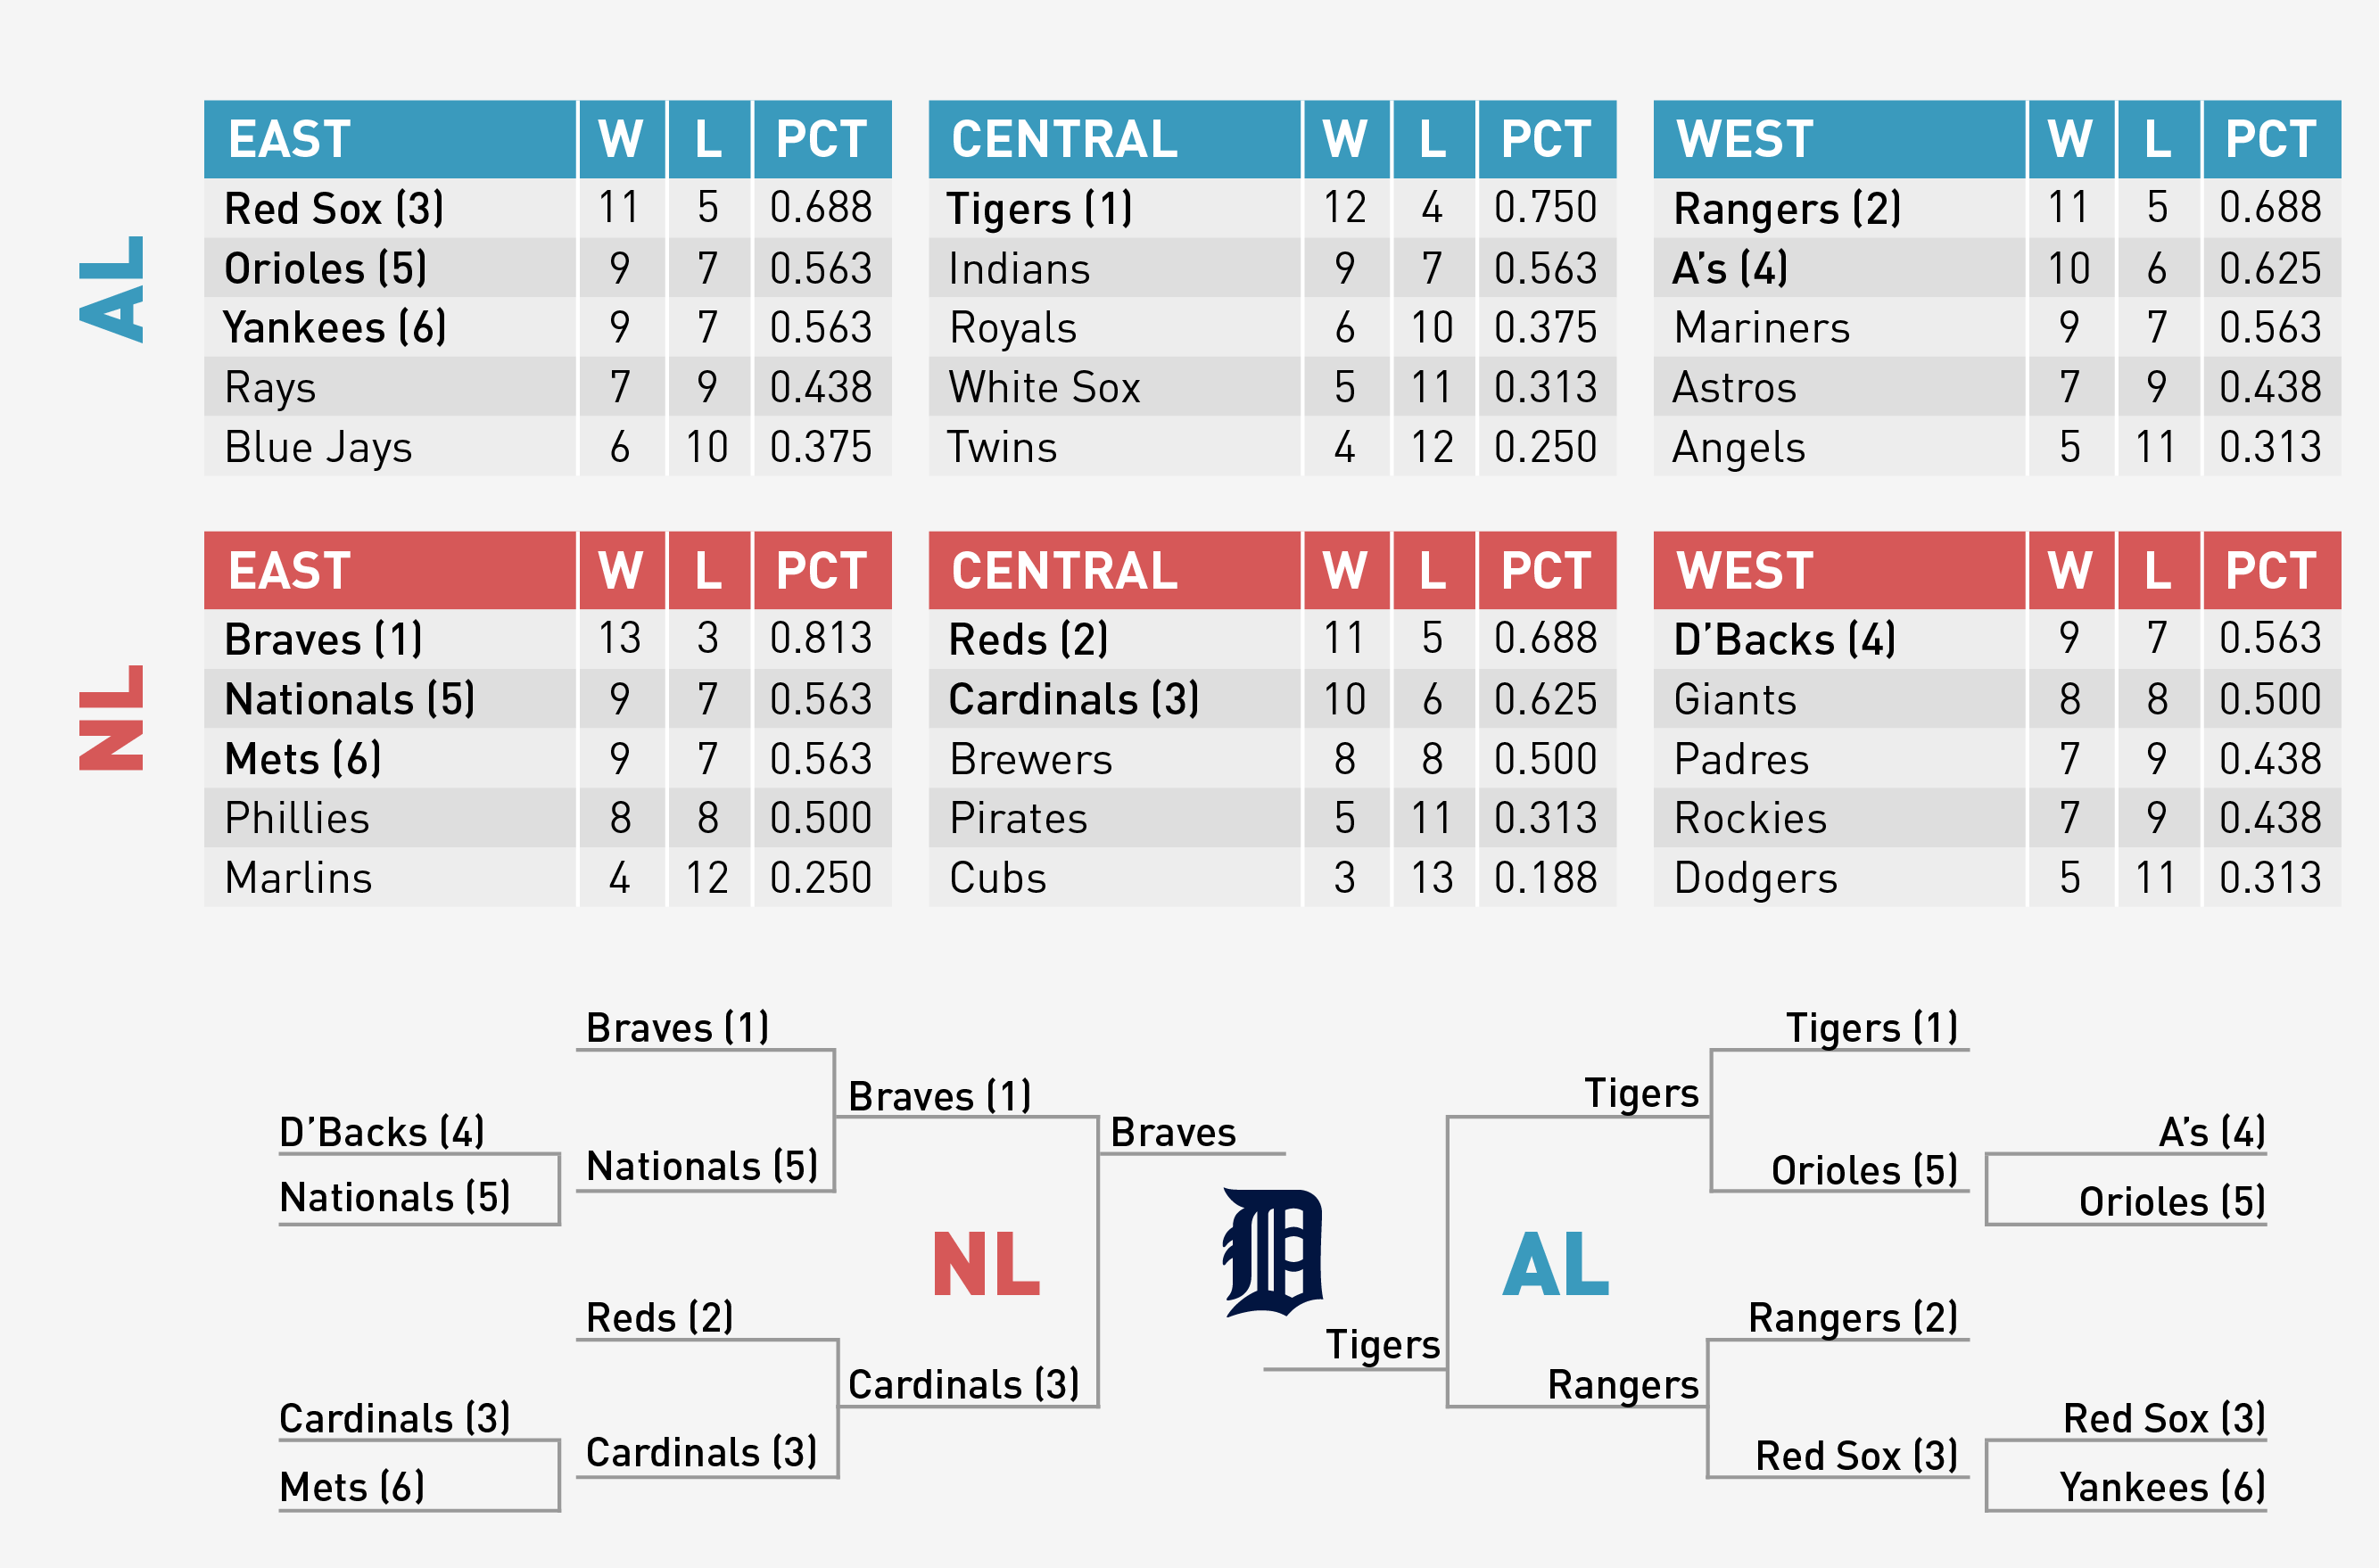 AL
EAST W L PCT
Red Sox (3) 11 5 0.688
Orioles (5) 9 7 0.563
Yankees (6) 9 7 0.563
Rays 7 9 0.438
Blue Jays 6 10 0.375
CENTRAL W L PCT
Tigers (1) 12 4 0.750
Indians 9 7 0.563
Royals 6 10 0.375
White Sox 5 11 0.313
Twins 4 12 0.250
WEST W L PCT
Rangers (2) 11 5 0.688
A’s (4) 10 6 0.625
Mariners 9 7 0.563
Astros 7 9 0.438
Angels 5 11 0.313
NL
EAST W L PCT
Braves (1) 13 3 0.813
Nationals (5) 9 7 0.563
Mets (6) 9 7 0.563
Phillies 8 8 0.500
Marlins 4 12 0.250
CENTRAL W L PCT
Reds (2) 11 5 0.688
Cardinals (3) 10 6 0.625
Brewers 8 8 0.500
Pirates 5 11 0.313
Cubs 3 13 0.188
WEST W L PCT
D’Backs (4) 9 7 0.563
Giants 8 8 0.500
Padres 7 9 0.438
Rockies 7 9 0.438
Dodgers 5 11 0.313
D’Backs (4)
Nationals (5)
Cardinals (3)
Mets (6)
Braves (1)
Nationals (5)
Reds (2)
Cardinals (3)
Braves (1)
Cardinals (3)
NL
Braves
D
Tigers
AL
Tigers
Rangers
Tigers (1)
Orioles (5)
Rangers (2)
Red Sox (3)
A’s (4)
Orioles (5)
Red Sox (3)
Yankees (6)